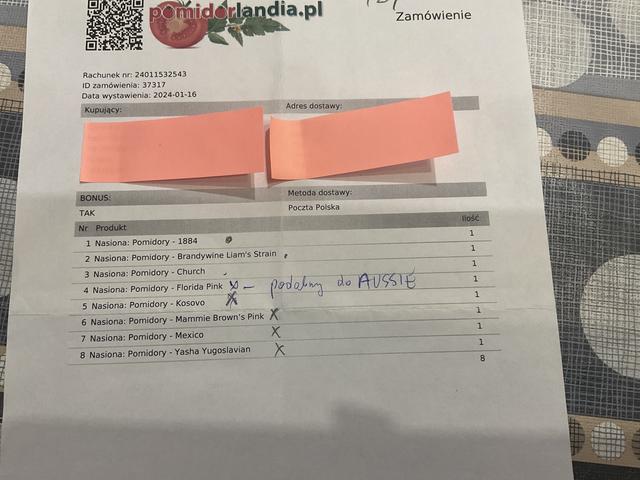 pomidorlandia.pl
Zamówienie
Rachunek nr: 24011532543
ID zamówienia: 37317
Data wystawienia: 2024-01-16
Kupujący: Adres dostawy:
BONUS: Metoda dostawy:
TAK Poczta Polska
Nr Produkt Ilość
1 Nasiona: Pomidory - 1884 1
2 Nasiona: Pomidory - Brandywine Liam's Strain 1
3 Nasiona: Pomidory - Church 1
4 Nasiona: Pomidory - Florida Pink x – podobny do AUSSIE 1
5 Nasiona: Pomidory - Kosovo x 1
6 Nasiona: Pomidory - Mammie Brown's Pink x 1
7 Nasiona: Pomidory - Mexico x 1
8 Nasiona: Pomidory - Yasha Yugoslavian x 1
8